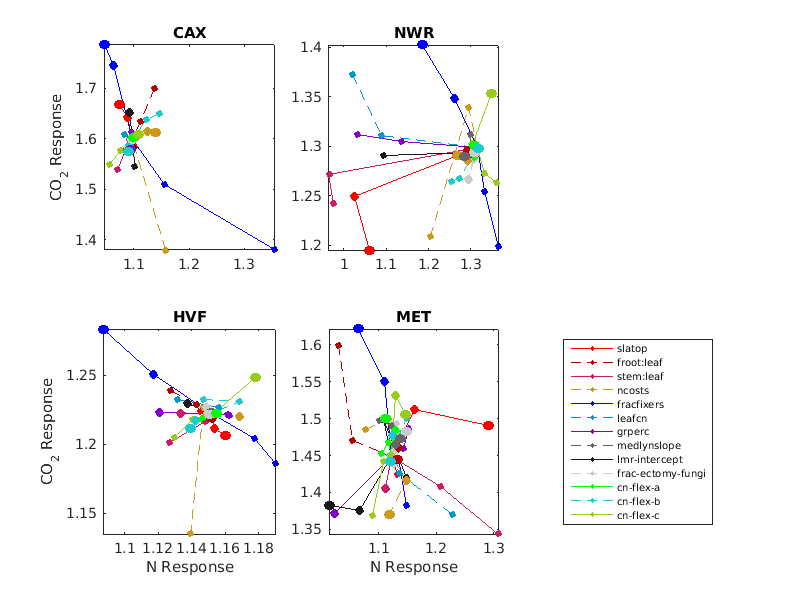 CAX
NWR
CO2 Response
1.7
1.6
1.5
1.4
1.1
1.2
1.3
1.4
1.35
1.3
1.25
1.2
1
1.1
1.2
1.3
HVF
MET
CO2 Response
1.25
1.2
1.15
1.1
1.12
1.14
1.16
1.18
N Response
1.6
1.55
1.5
1.45
1.4
1.35
1.1
1.2
1.3
N Response
slatop
froot:leaf
stem:leaf
ncosts
fracfixers
leafcn
grperc
medlynslope
lmr-intercept
frac-ectomy-fungi
cn-flex-a
cn-flex-b
cn-flex-c